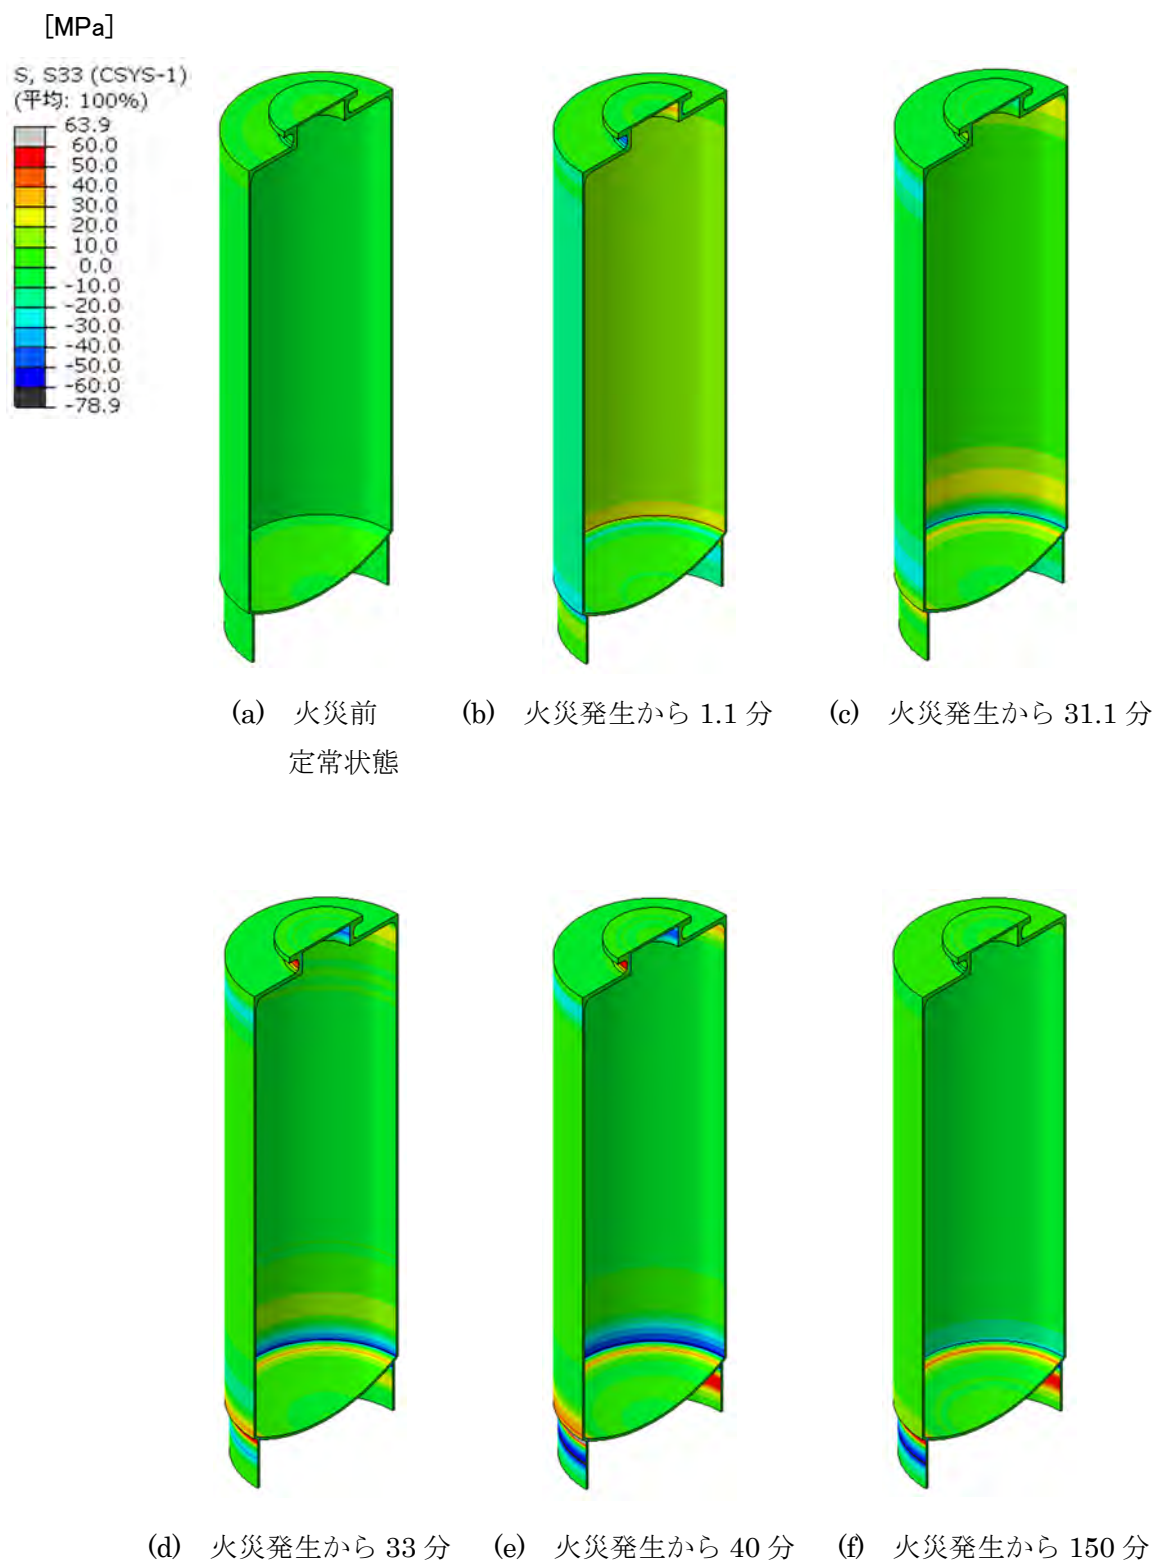 [MPa]
S, S33 (CSYS-1)
(平均: 100%)
63.9
60.0
50.0
40.0
30.0
20.0
10.0
0.0
-10.0
-20.0
-30.0
-40.0
-50.0
-60.0
-78.9
(a) 火災前 (b) 火災発生から 1.1 分 (c) 火災発生から 31.1 分
定常状態
(d) 火災発生から 33 分 (e) 火災発生から 40 分 (f) 火災発生から 150 分